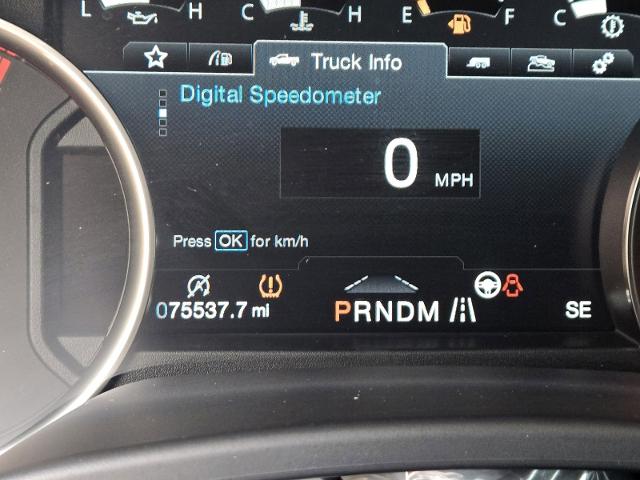 L H C H E F C
Truck Info
Digital Speedometer
0 MPH
Press OK for km/h
075537.7 mi PRNDM SE